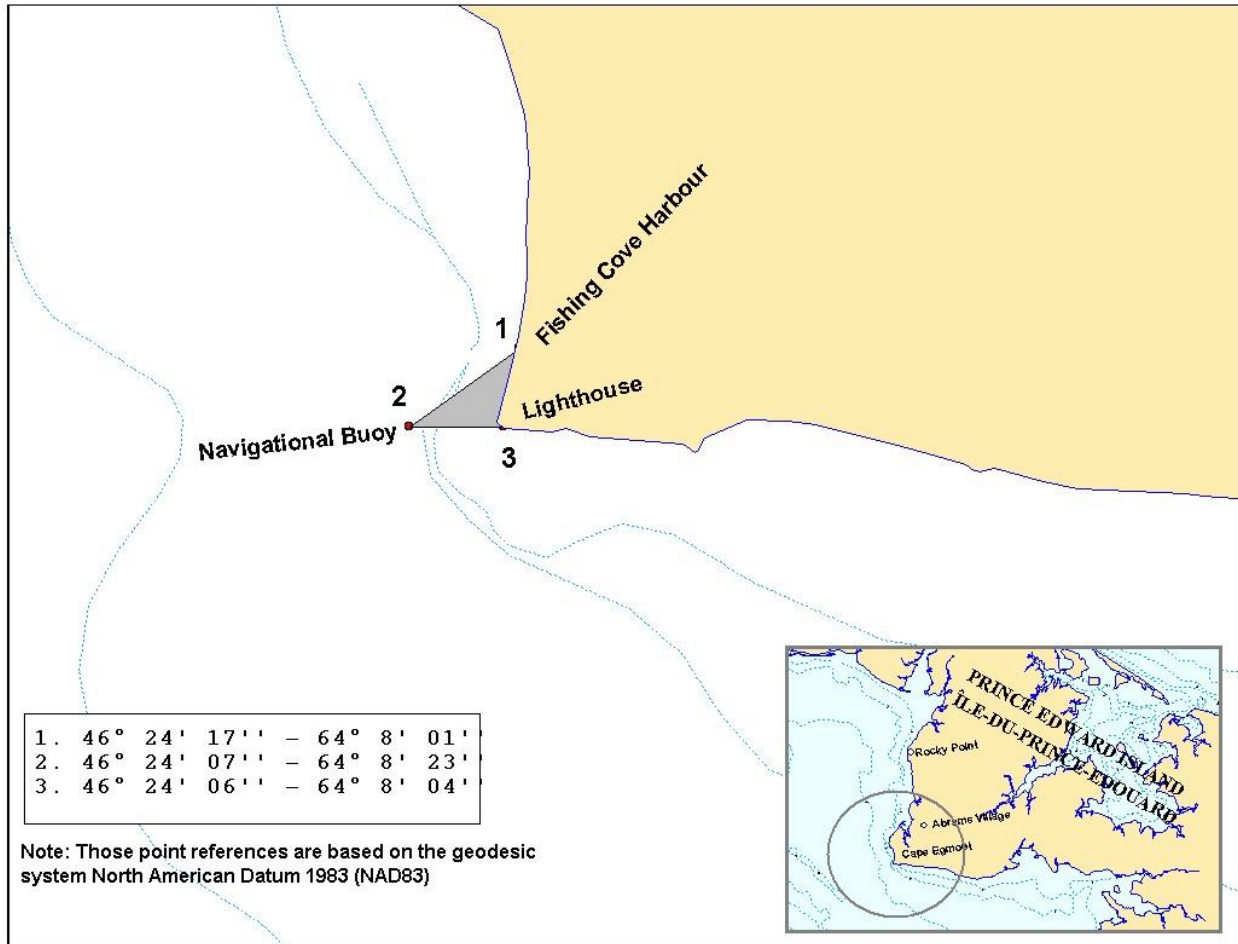 Fishing Cove Harbour
1
Lighthouse
2
Navigational Buoy
3
1. 46° 24' 17'' – 64° 8' 01''
2. 46° 24' 07'' – 64° 8' 23''
3. 46° 24' 06'' – 64° 8' 04''
Note: Those point references are based on the geodesic
system North American Datum 1983 (NAD83)
PRINCE EDWARD ISLAND
ÎLE-DU-PRINCE-EDOUARD
Rocky Point
Abrams Village
Cape Egmont